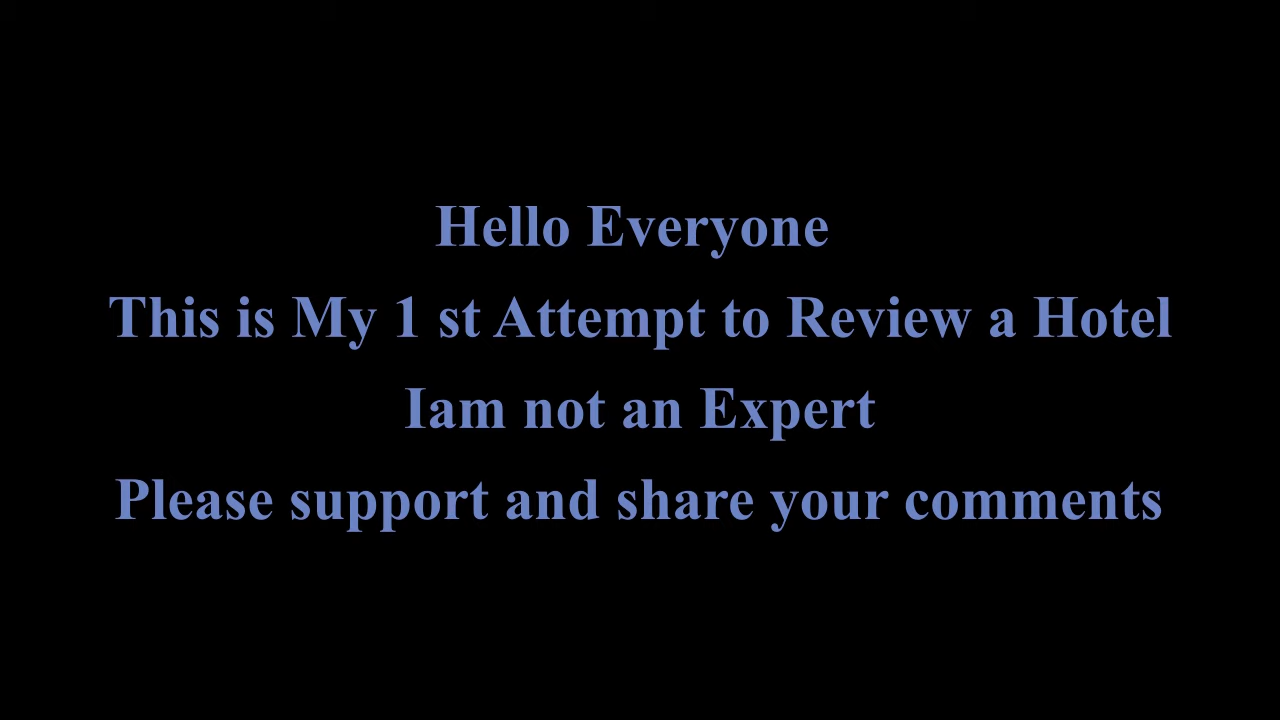 Hello Everyone
This is My 1 st Attempt to Review a Hotel
Iam not an Expert
Please support and share your comments